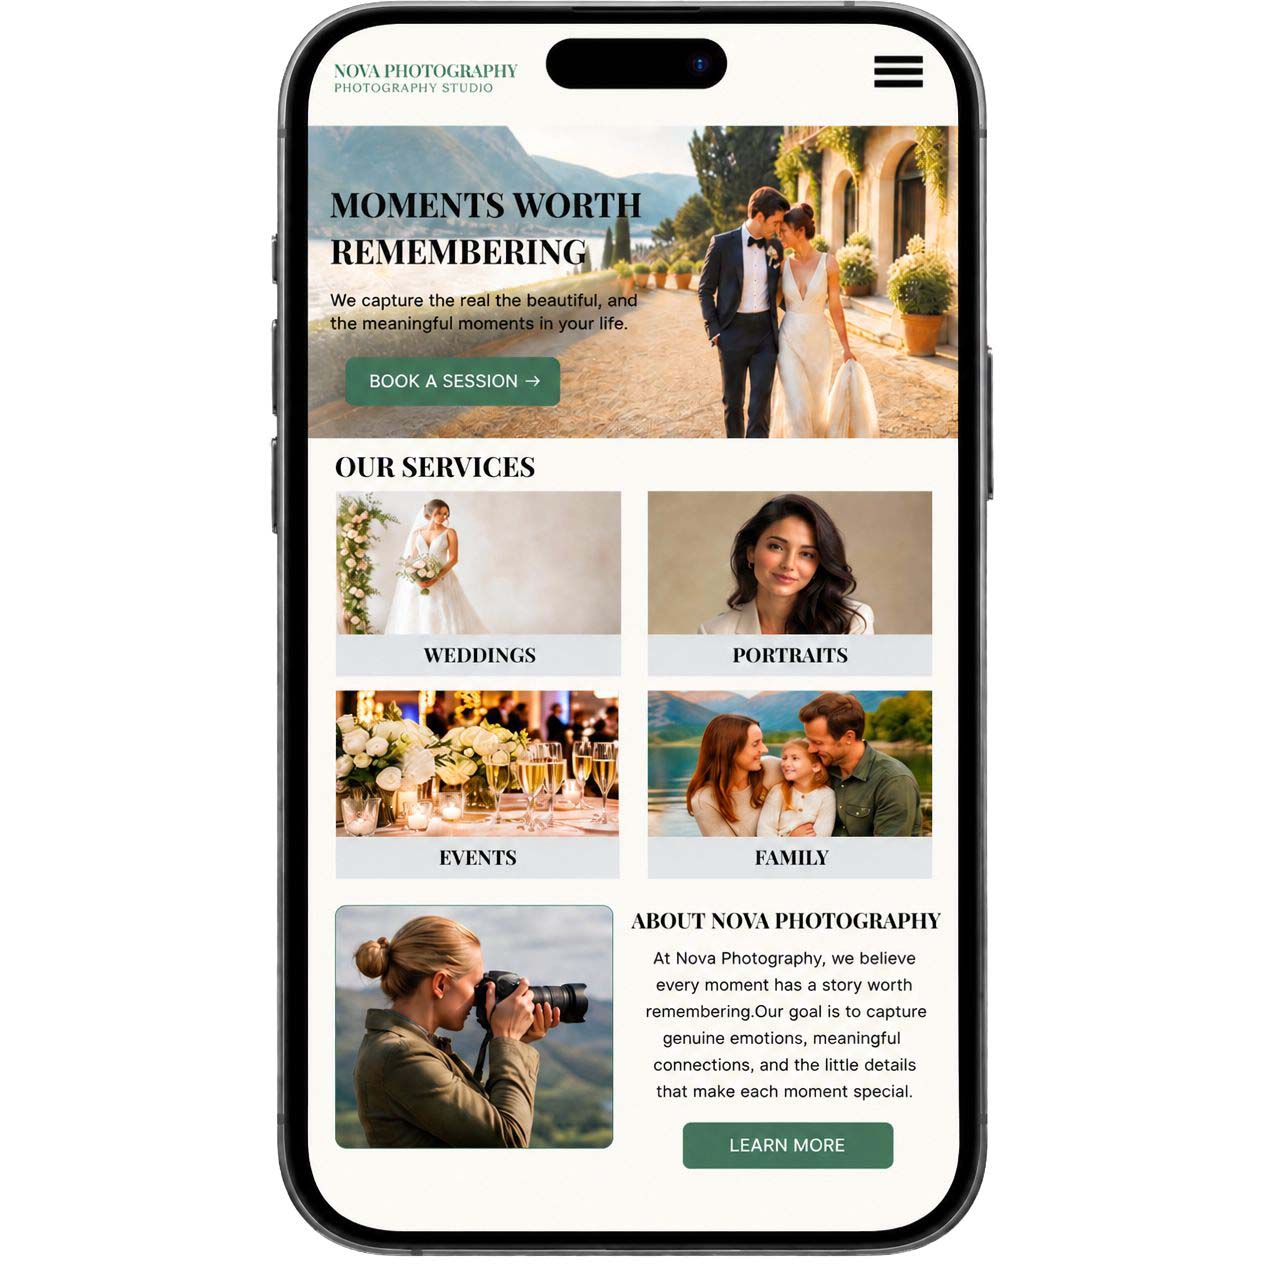 NOVA PHOTOGRAPHY
PHOTOGRAPHY STUDIO
MOMENTS WORTH
REMEMBERING
We capture the real the beautiful, and
the meaningful moments in your life.
BOOK A SESSION →
OUR SERVICES
WEDDINGS
PORTRAITS
EVENTS
FAMILY
ABOUT NOVA PHOTOGRAPHY
At Nova Photography, we believe
every moment has a story worth
remembering.Our goal is to capture
genuine emotions, meaningful
connections, and the little details
that make each moment special.
LEARN MORE